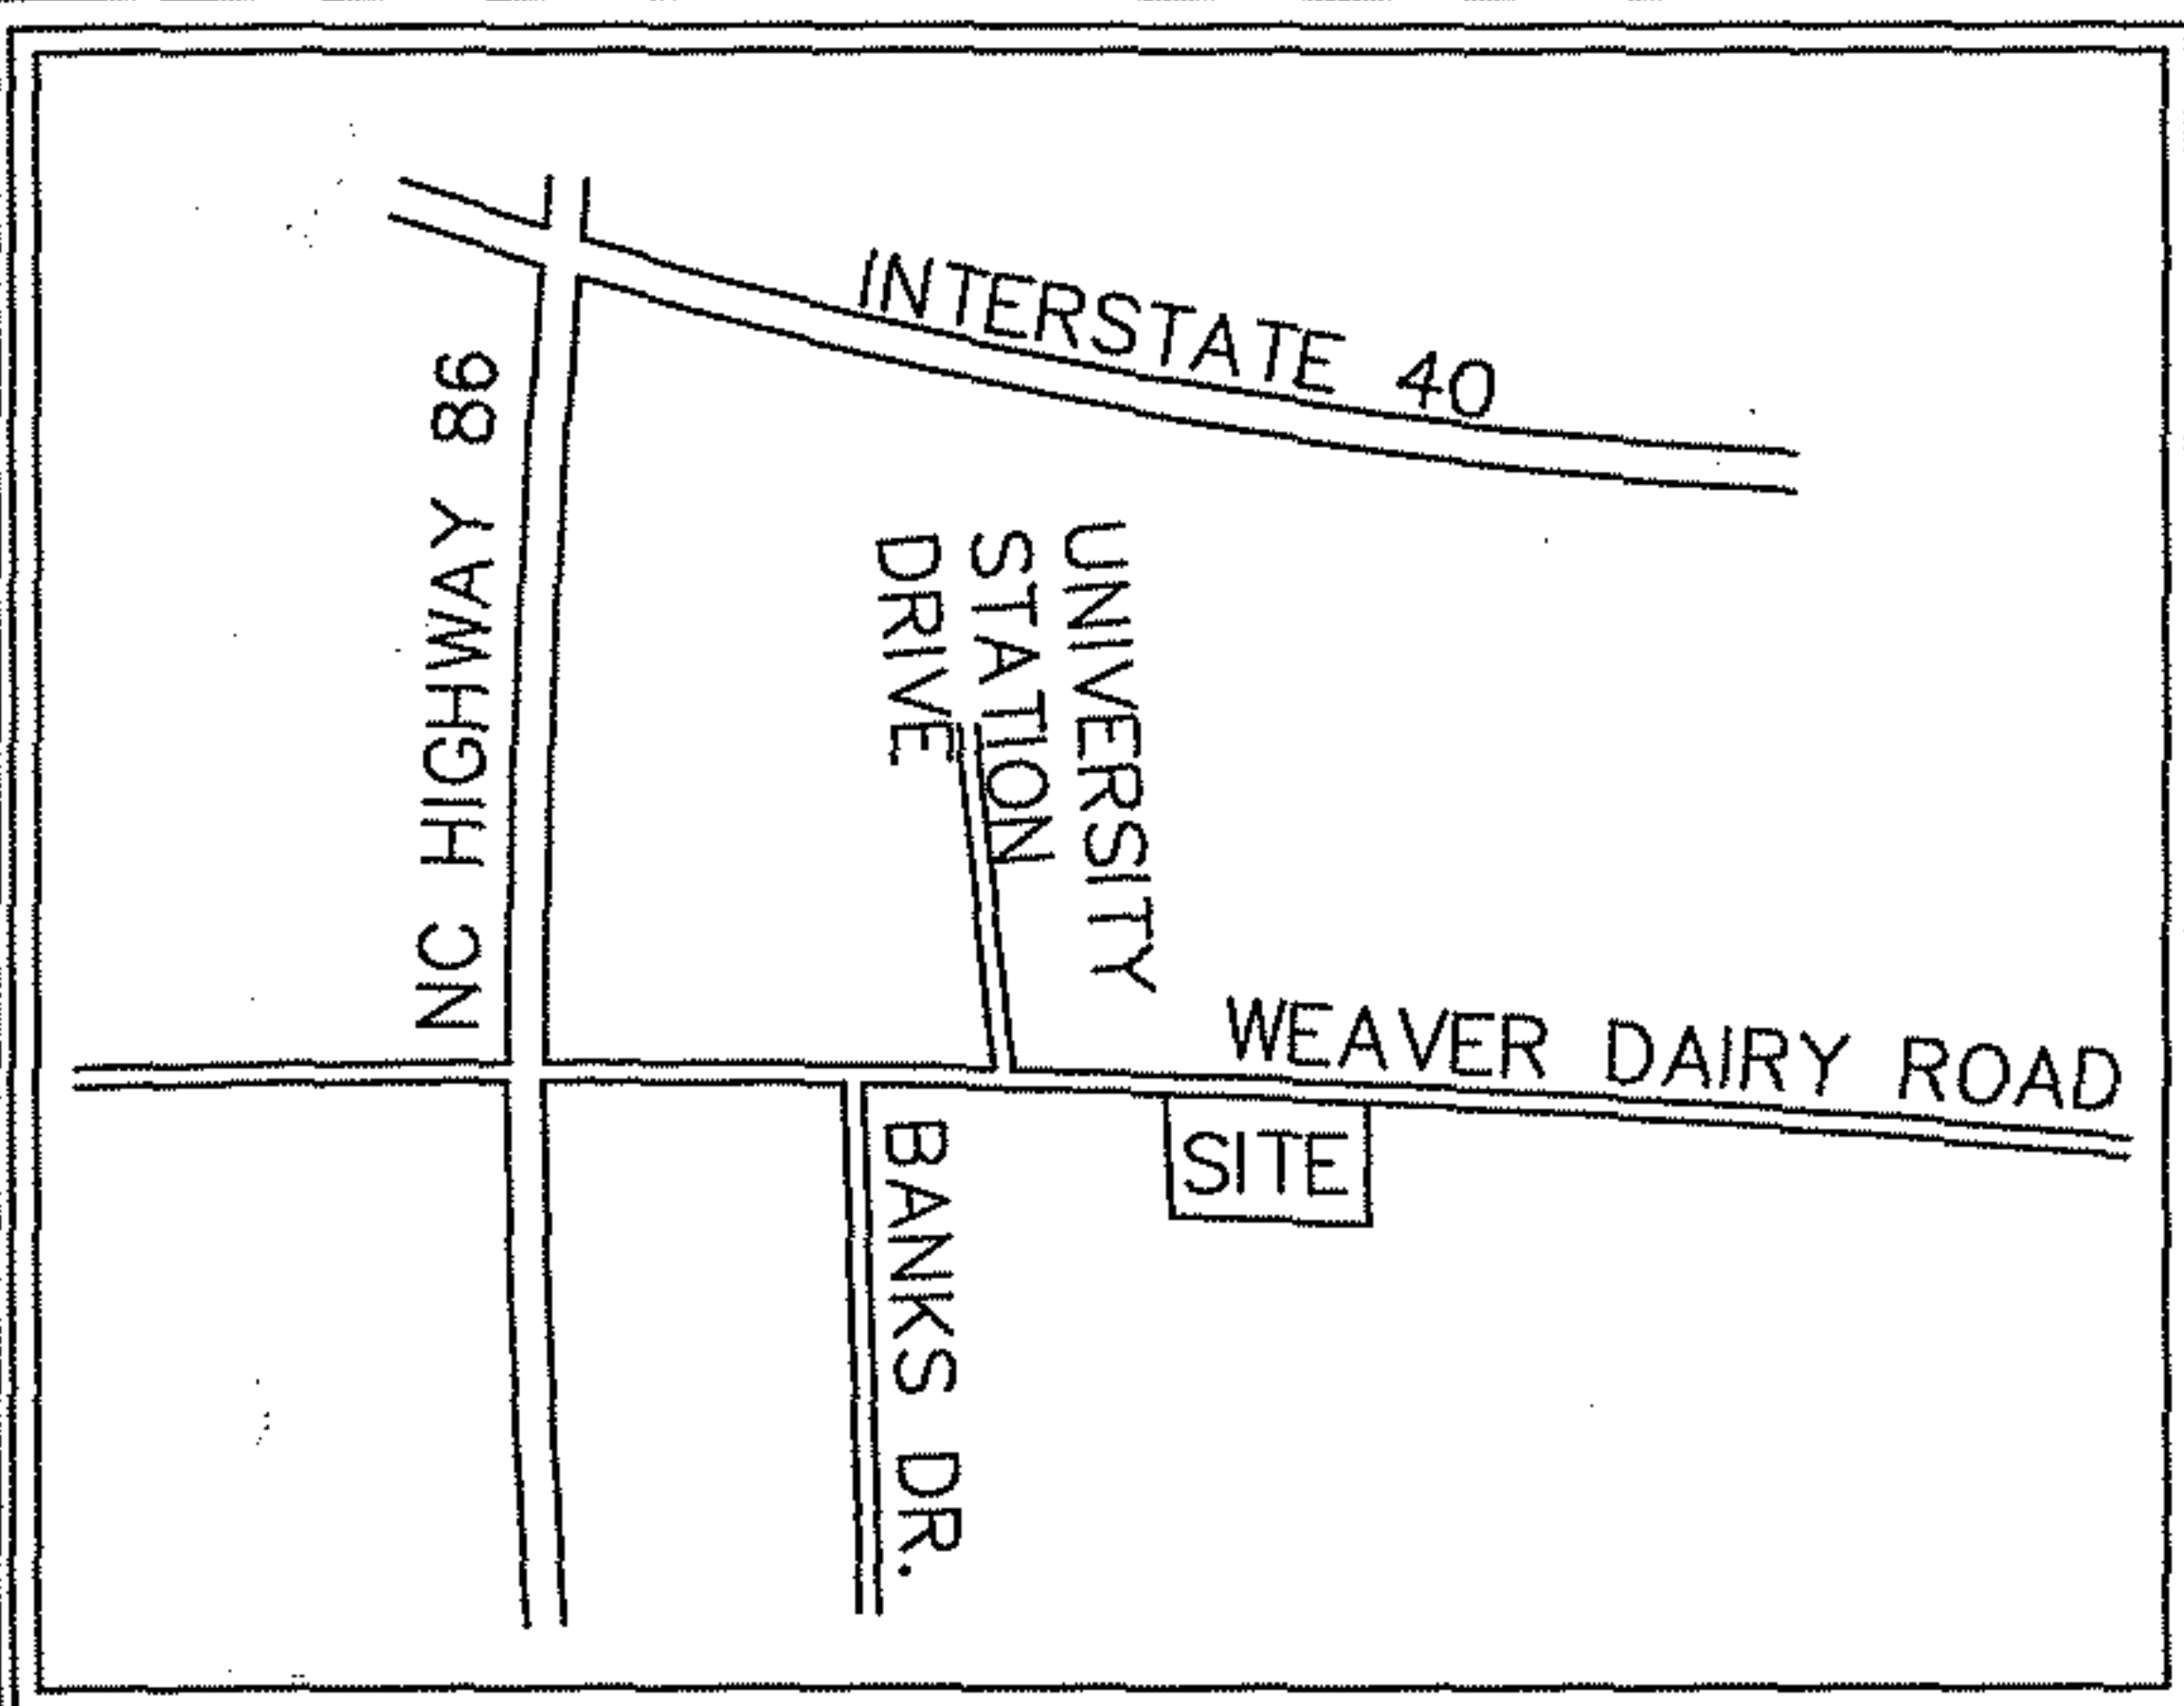 INTERSTATE 40
NC HIGHWAY 86
UNIVERSITY
STATION
DRIVE
WEAVER DAIRY ROAD
SITE
BANKS DR.